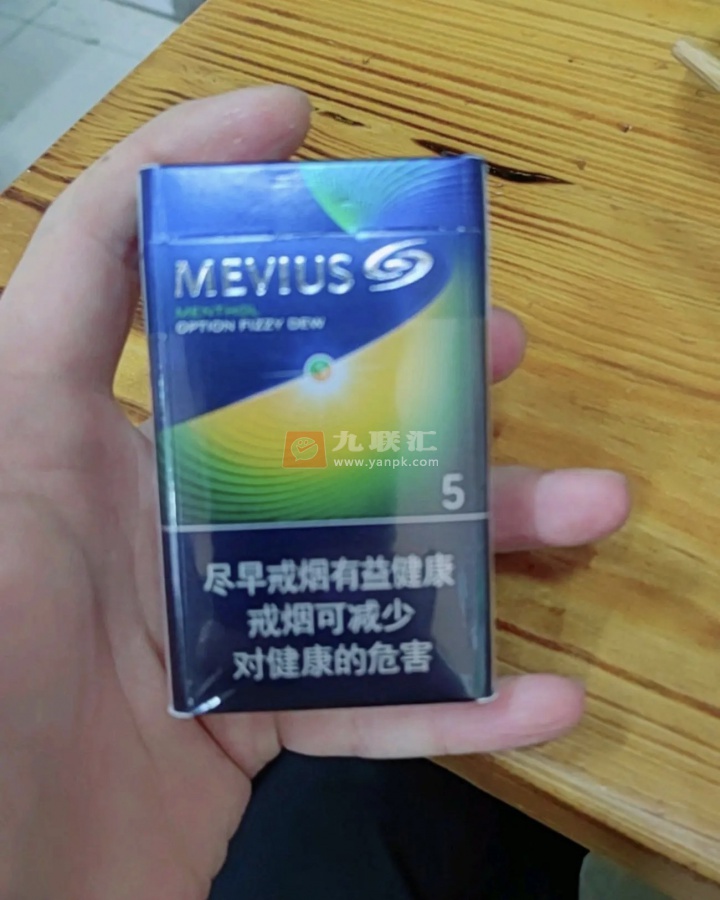 MEVIUS
MENTHOL
OPTION FIZZY DEW
九联汇
www.yanpk.com
5
尽早戒烟有益健康
戒烟可减少
对健康的危害